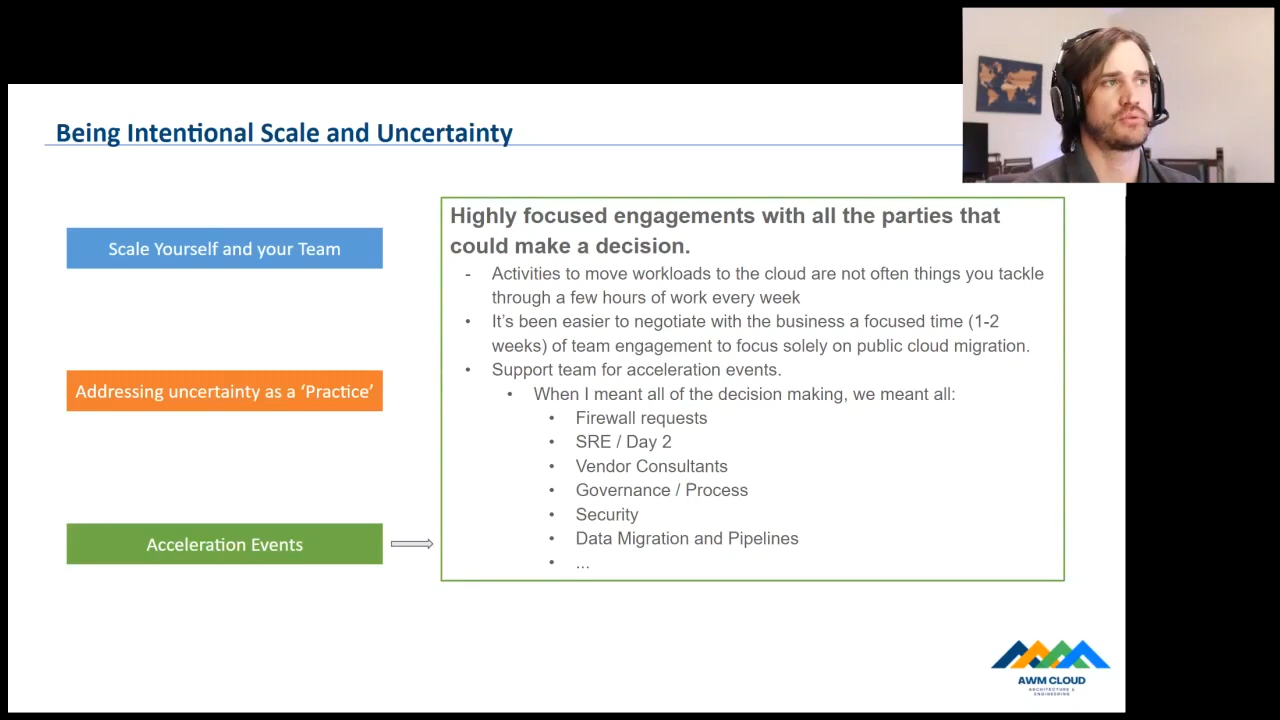 Being Intentional Scale and Uncertainty
Scale Yourself and your Team
Addressing uncertainty as a ‘Practice’
Acceleration Events
Highly focused engagements with all the parties that
could make a decision.
- Activities to move workloads to the cloud are not often things you tackle
through a few hours of work every week
• It’s been easier to negotiate with the business a focused time (1-2
weeks) of team engagement to focus solely on public cloud migration.
• Support team for acceleration events.
• When I meant all of the decision making, we meant all:
• Firewall requests
• SRE / Day 2
• Vendor Consultants
• Governance / Process
• Security
• Data Migration and Pipelines
• ...
AWM CLOUD
ARCHITECTURE &
ENGINEERING